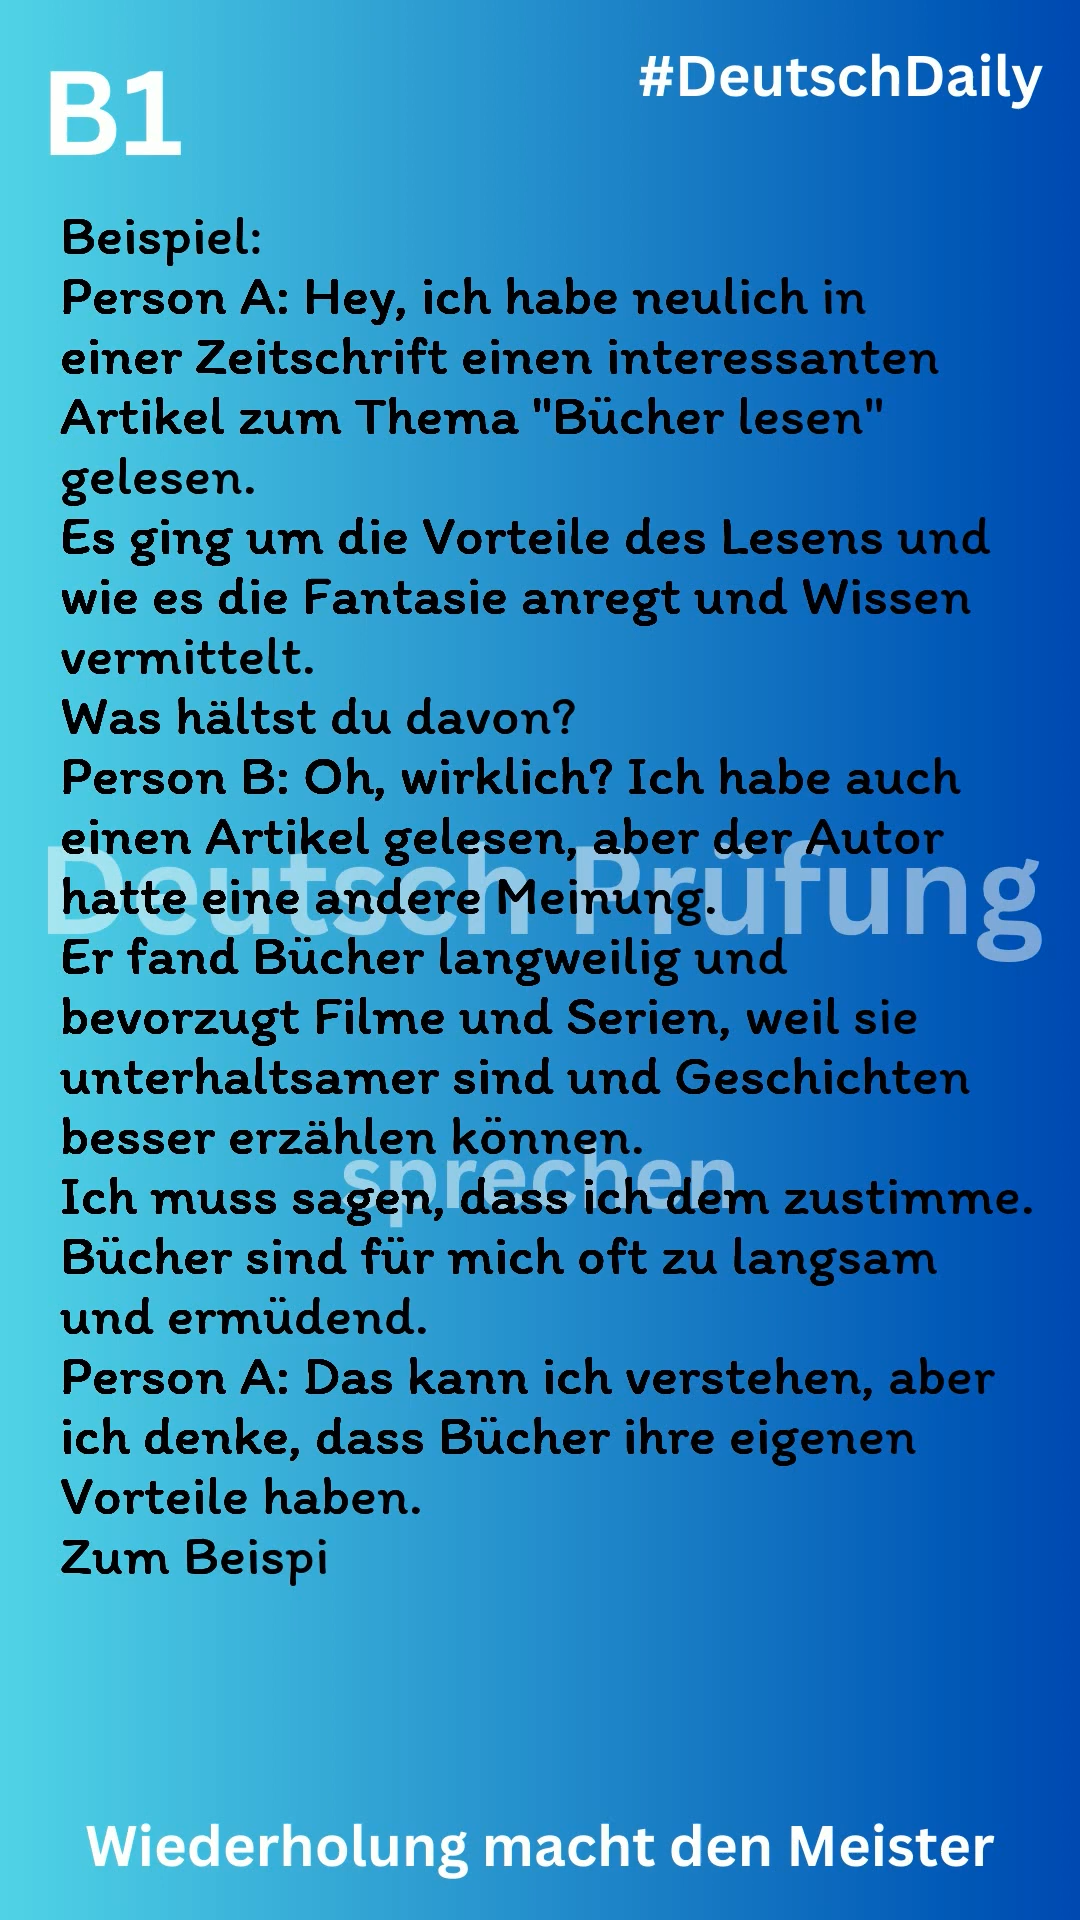 B1
#DeutschDaily
Beispiel:
Person A: Hey, ich habe neulich in
einer Zeitschrift einen interessanten
Artikel zum Thema "Bücher lesen"
gelesen.
Es ging um die Vorteile des Lesens und
wie es die Fantasie anregt und Wissen
vermittelt.
Was hältst du davon?
Person B: Oh, wirklich? Ich habe auch
einen Artikel gelesen, aber der Autor
Deutsch Prüfung
hatte eine andere Meinung.
Er fand Bücher langweilig und
bevorzugt Filme und Serien, weil sie
unterhaltsamer sind und Geschichten
besser erzählen können.
sprechen
Ich muss sagen, dass ich dem zustimme.
Bücher sind für mich oft zu langsam
und ermüdend.
Person A: Das kann ich verstehen, aber
ich denke, dass Bücher ihre eigenen
Vorteile haben.
Zum Beispi
Wiederholung macht den Meister